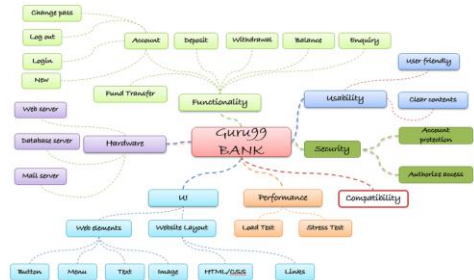 Change pass
Log out
Login
New
Account
Deposit
Withdrawal
Balance
Enquiry
Fund Transfer
Functionality
User friendly
Usability
Clear contents
Web server
Database server
Mail server
Hardware
Guru99
BANK
Security
Account
protection
Authorize access
UI
Performance
Compatibility
Web elements
Website Layout
Load Test
Stress Test
Button
Menu
Text
Image
HTML/CSS
Links